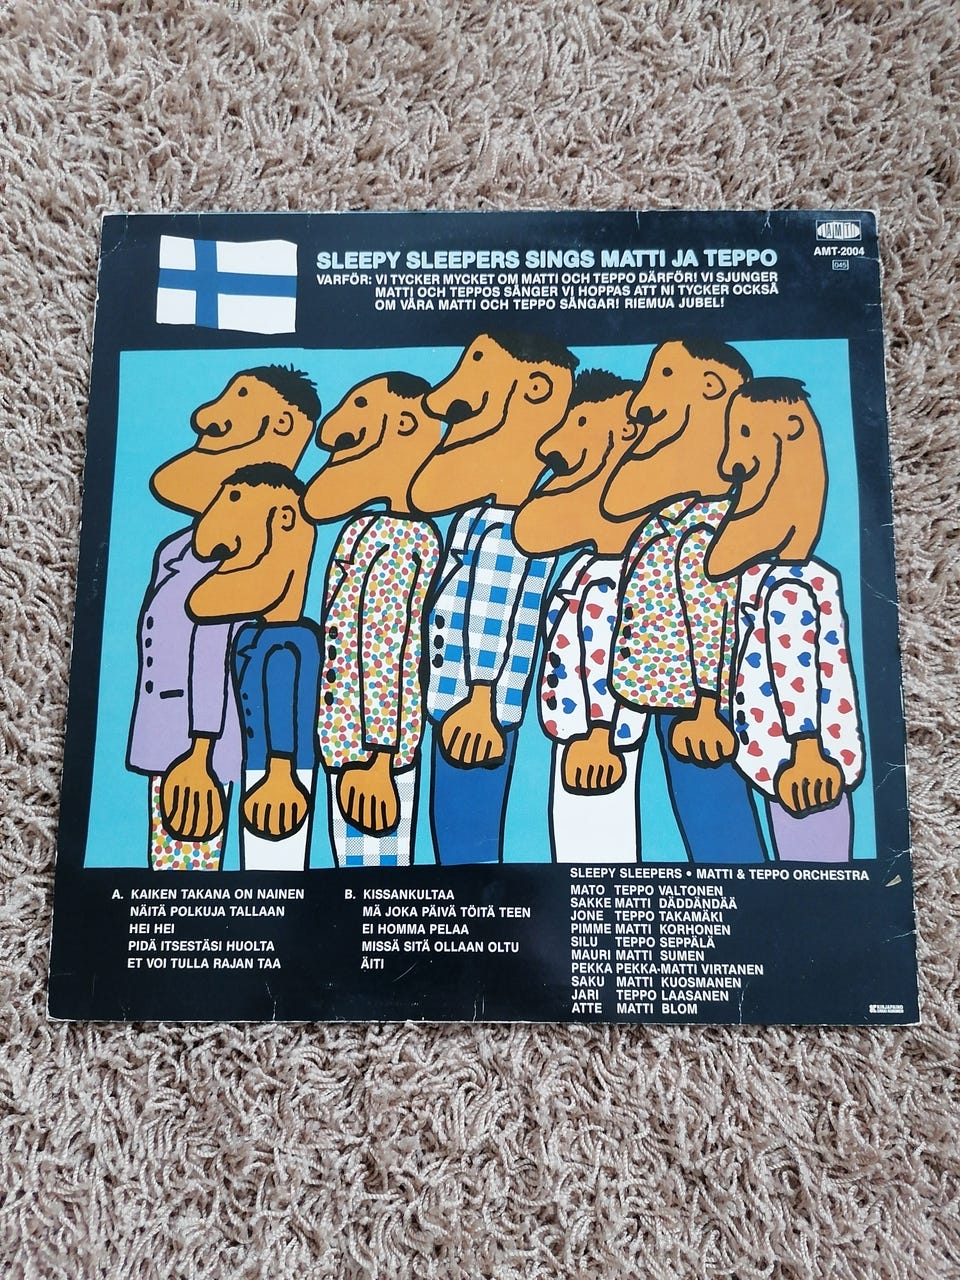 AMT
AMT-2004
045
SLEEPY SLEEPERS SINGS MATTI JA TEPPO
VARFÖR: VI TYCKER MYCKET OM MATTI OCH TEPPO DÄRFÖR! VI SJUNGER
MATTI OCH TEPPOS SÅNGER VI HOPPAS ATT NI TYCKER OCKSÅ
OM VÅRA MATTI OCH TEPPO SÅNGAR! RIEMUA JUBEL!
A. KAIKEN TAKANA ON NAINEN
NÄITÄ POLKUJA TALLAAN
HEI HEI
PIDÄ ITSESTÄSI HUOLTA
ET VOI TULLA RAJAN TAA
B. KISSANKULTAA
MÄ JOKA PÄIVÄ TÖITÄ TEEN
EI HOMMA PELAA
MISSÄ SITÄ OLLAAN OLTU
ÄITI
SLEEPY SLEEPERS • MATTI & TEPPO ORCHESTRA
MATO TEPPO VALTONEN
SAKKE MATTI DÄDDÄNDÄÄ
JONE TEPPO TAKAMÄKI
PIMME MATTI KORHONEN
SILU TEPPO SEPPÄLÄ
MAURI MATTI SUMEN
PEKKA PEKKA-MATTI VIRTANEN
SAKU MATTI KUOSMANEN
JARI TEPPO LAASANEN
ATTE MATTI BLOM